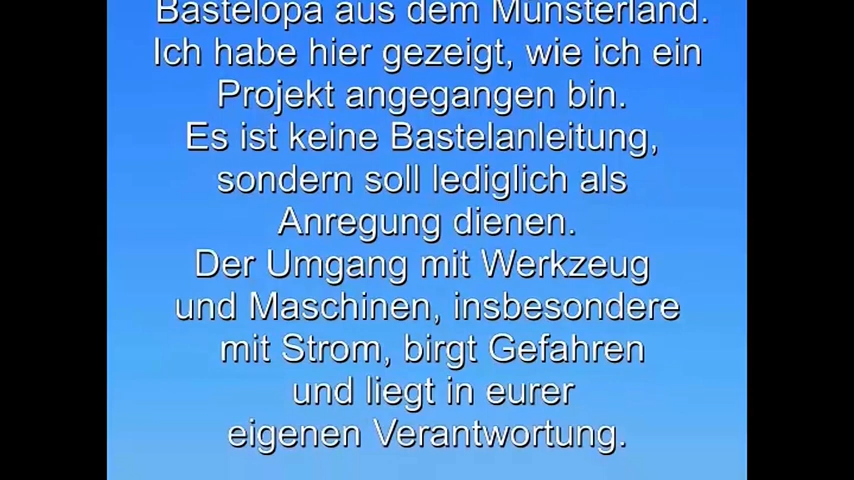 Bastelopa aus dem Münsterland.
Ich habe hier gezeigt, wie ich ein
Projekt angegangen bin.
Es ist keine Bastelanleitung,
sondern soll lediglich als
Anregung dienen.
Der Umgang mit Werkzeug
und Maschinen, insbesondere
mit Strom, birgt Gefahren
und liegt in eurer
eigenen Verantwortung.